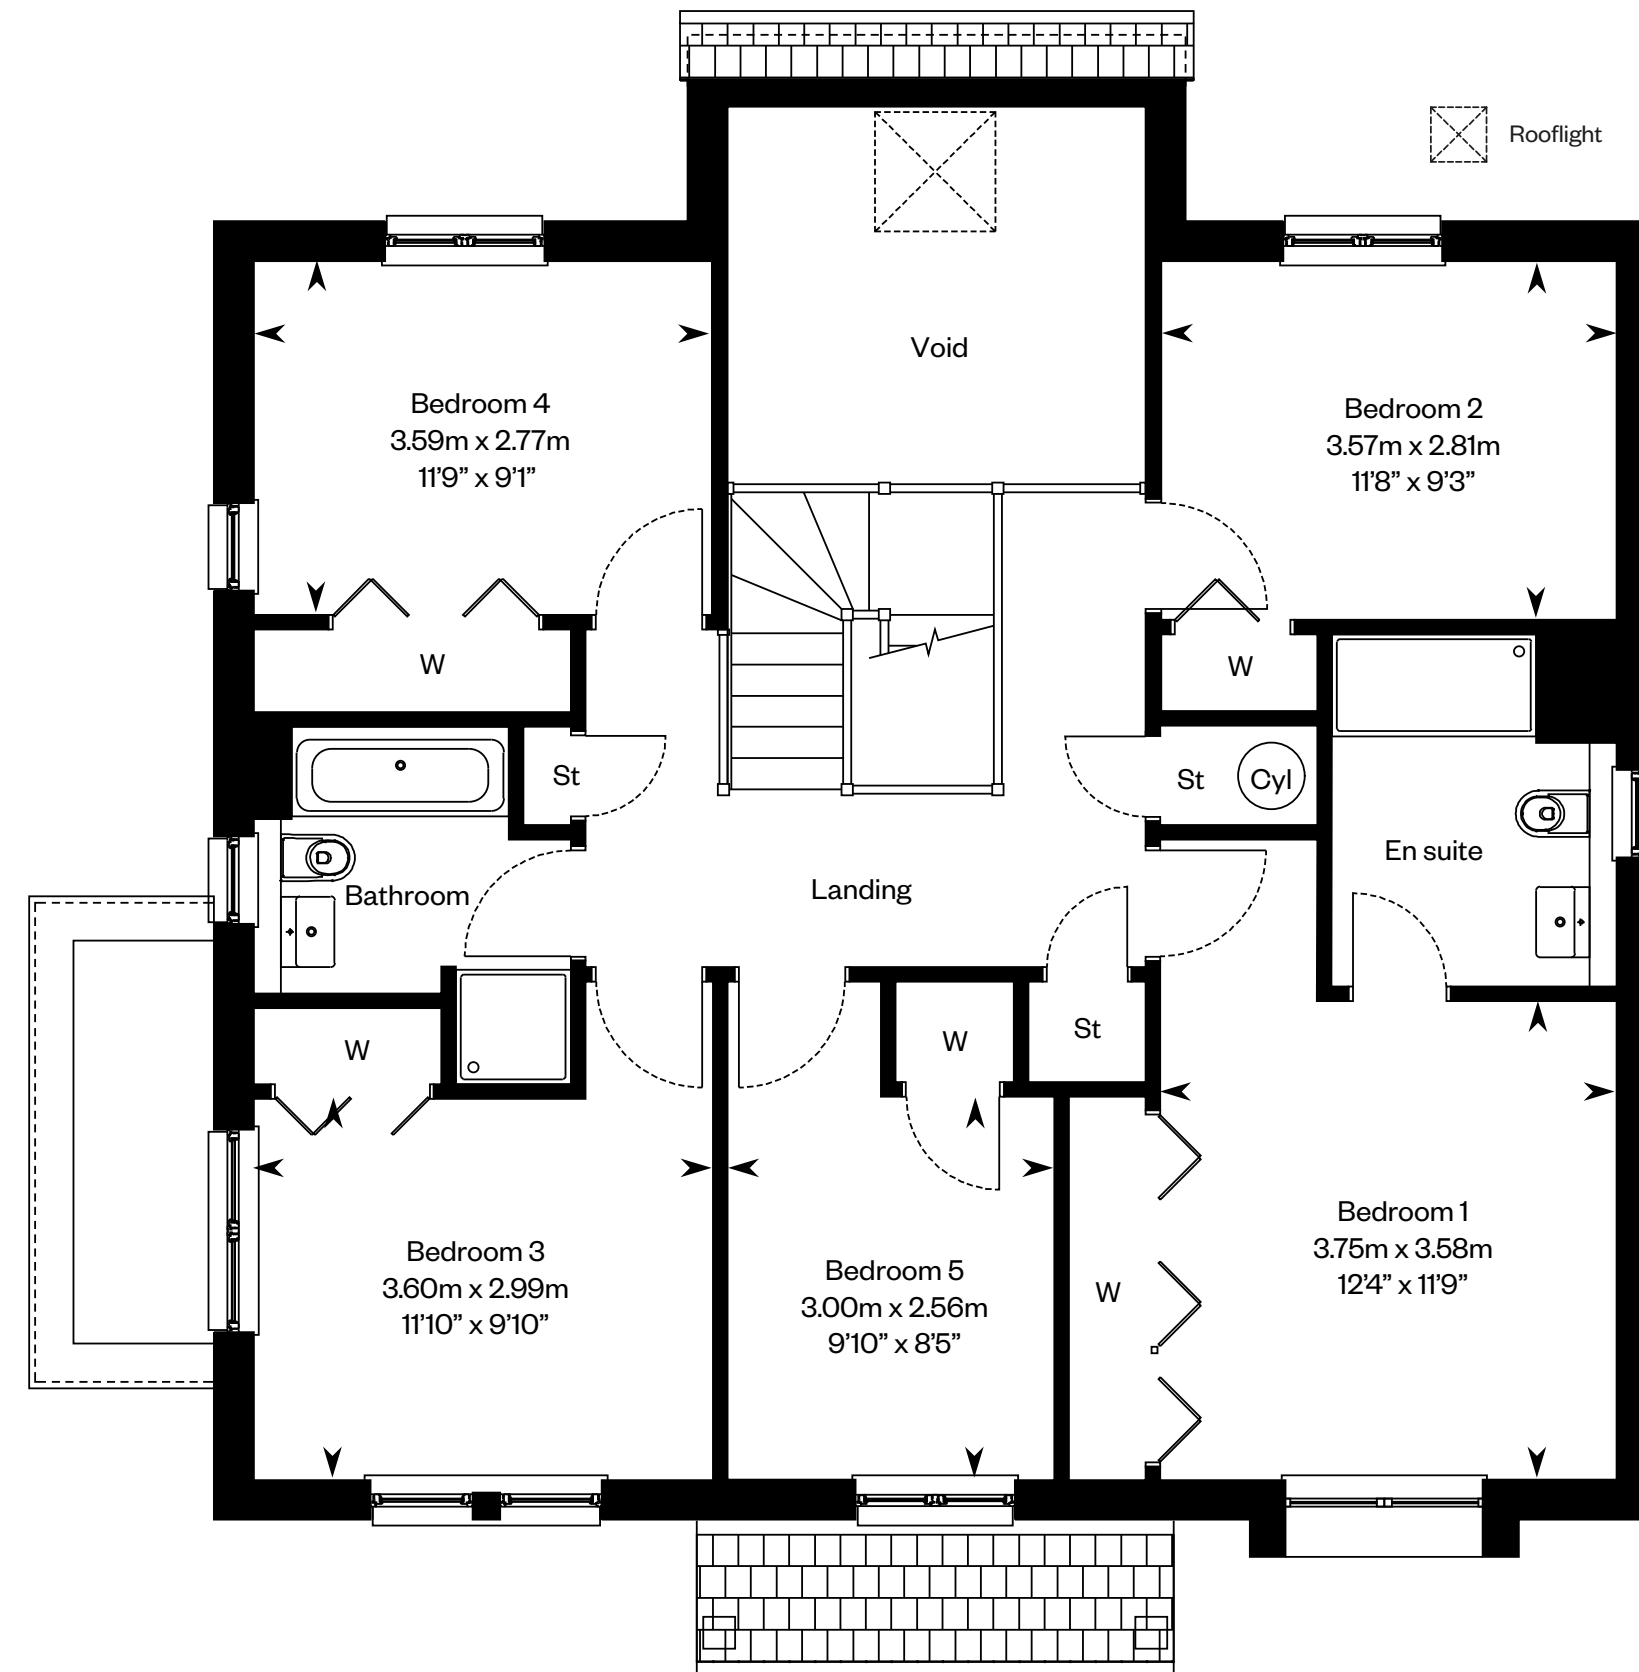 Rooflight
Void
Bedroom 4
3.59m x 2.77m
11’9” x 9’1”
Bedroom 2
3.57m x 2.81m
11’8” x 9’3”
W
W
St
St
Cyl
En suite
Bathroom
Landing
W
W
St
Bedroom 3
3.60m x 2.99m
11’10” x 9’10”
Bedroom 5
3.00m x 2.56m
9’10” x 8’5”
W
Bedroom 1
3.75m x 3.58m
12’4” x 11’9”